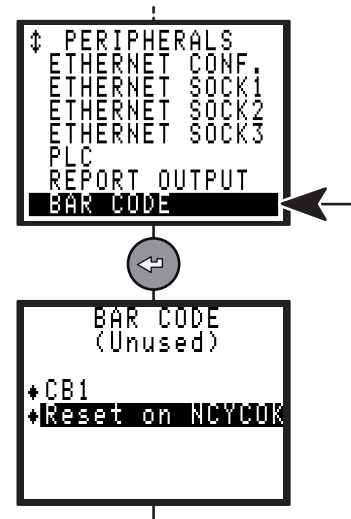 PERIPHERALS
ETHERNET CONF.
ETHERNET SOCK1
ETHERNET SOCK2
ETHERNET SOCK3
PLC
REPORT OUTPUT
BAR CODE
BAR CODE
(Unused)
CB1
Reset on NCYCOK